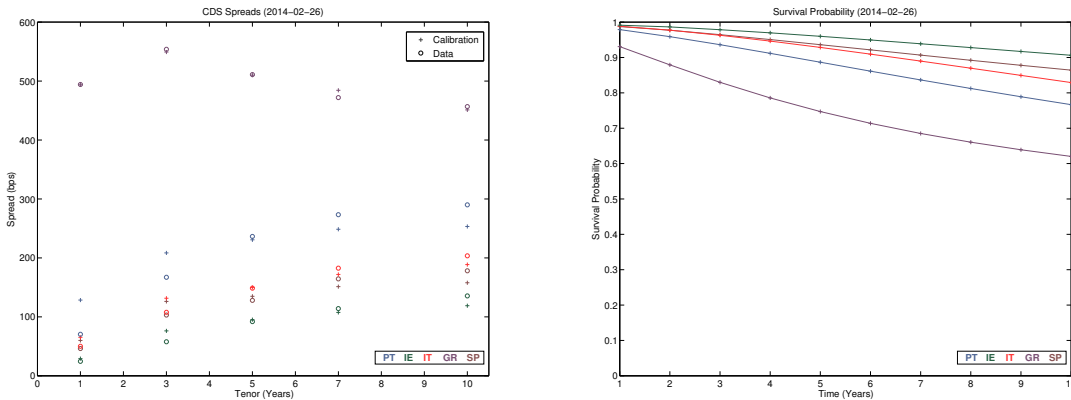 CDS Spreads (2014−02−26)
600
500
400
300
200
100
0
Spread (bps)
Calibration
Data
PT IE IT GR SP
0 1 2 3 4 5 6 7 8 9 10
Tenor (Years)
Survival Probability (2014−02−26)
1
0.9
0.8
0.7
0.6
0.5
0.4
0.3
0.2
0.1
0
Survival Probability
PT IE IT GR SP
1 2 3 4 5 6 7 8 9 10
Time (Years)